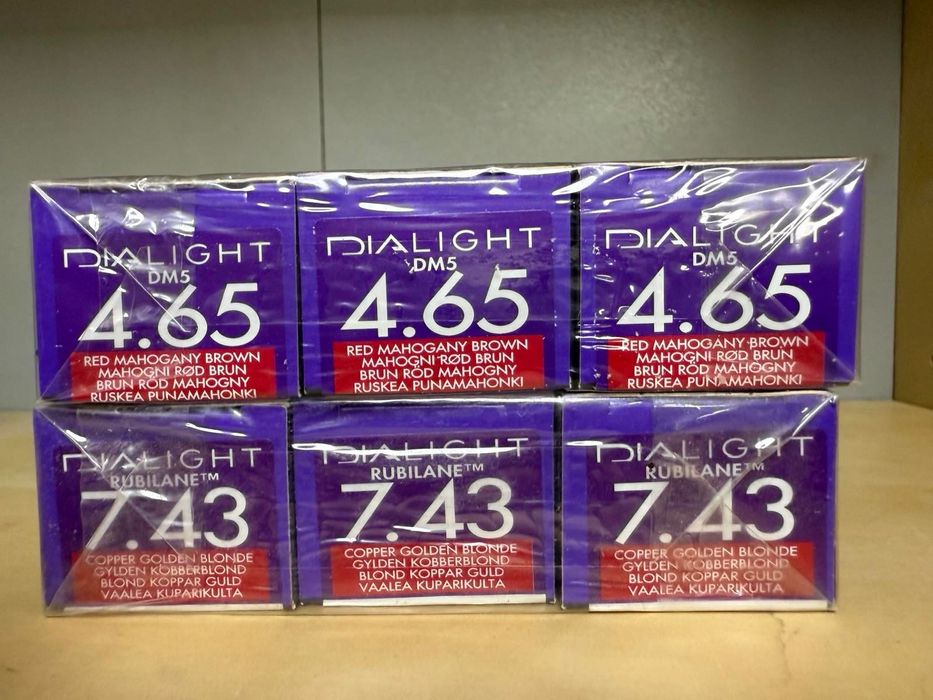 DIALIGHT
DM5
4.65
RED MAHOGANY BROWN
MAHOGNI RØD BRUN
BRUN RÖD MAHOGNY
RUSKEA PUNAMAHONKI
DIALIGHT
DM5
4.65
RED MAHOGANY BROWN
MAHOGNI RØD BRUN
BRUN RÖD MAHOGNY
RUSKEA PUNAMAHONKI
DIALIGHT
DM5
4.65
RED MAHOGANY BROWN
MAHOGNI RØD BRUN
BRUN RÖD MAHOGNY
RUSKEA PUNAMAHONKI
DIALIGHT
RUBILANE™
7.43
COPPER GOLDEN BLONDE
GYLDEN KOBBERBLOND
BLOND KOPPAR GULD
VAALEA KUPARIKULTA
DIALIGHT
RUBILANE™
7.43
COPPER GOLDEN BLONDE
GYLDEN KOBBERBLOND
BLOND KOPPAR GULD
VAALEA KUPARIKULTA
DIALIGHT
RUBILANE™
7.43
COPPER GOLDEN BLONDE
GYLDEN KOBBERBLOND
BLOND KOPPAR GULD
VAALEA KUPARIKULTA